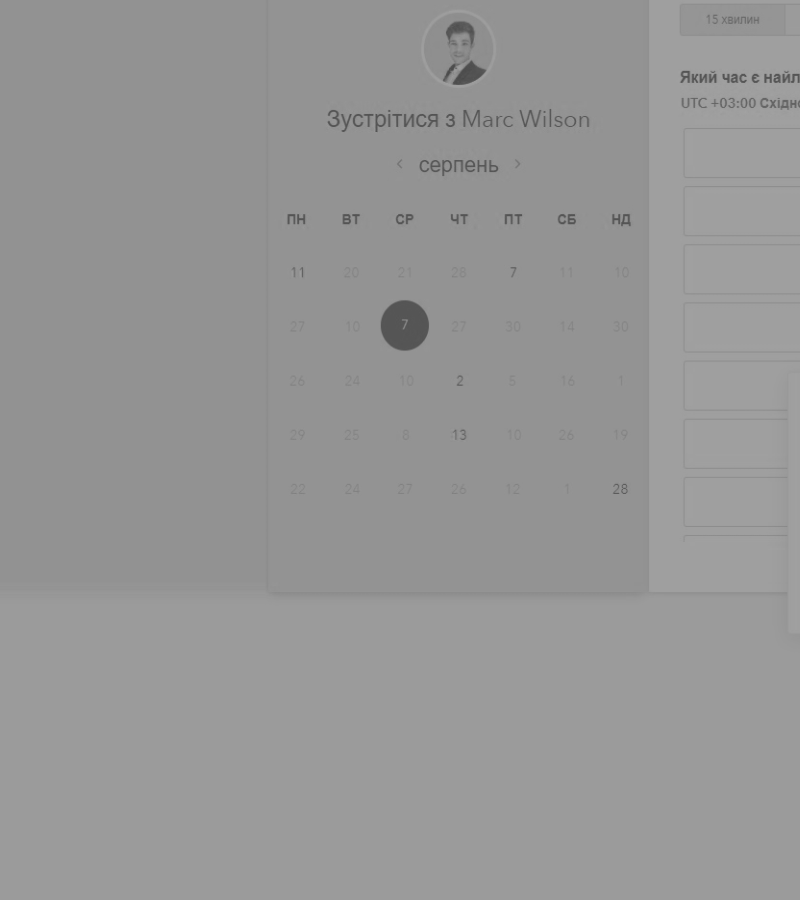 15 хвилин
Який час є найл
UTC +03:00 Східно
Зустрітися з Marc Wilson
серпень
ПН ВТ СР ЧТ ПТ СБ НД
11 20 21 28 7 11 10
27 10 7 27 30 14 30
26 24 10 2 5 16 1
29 25 8 13 10 26 19
22 24 27 26 12 1 28